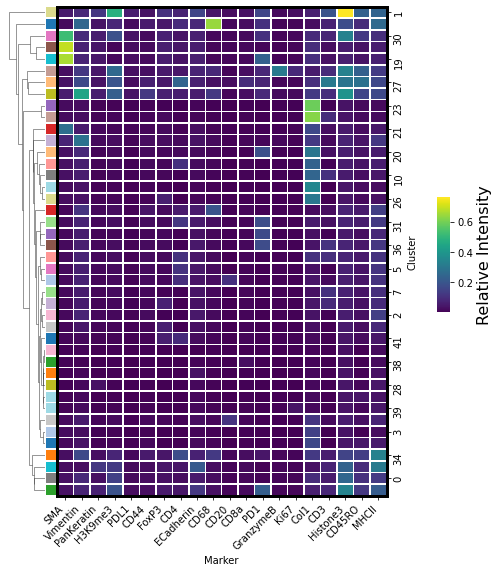 1
30
19
27
23
21
20
10
26
31
36
5
7
2
41
38
28
39
3
34
0
Cluster
0.6
0.4
0.2
Relative Intensity
SMA
Vimentin
PanKeratin
H3K9me3
PDL1
CD44
FoxP3
CD4
ECadherin
CD68
CD20
CD8a
PD1
GranzymeB
Ki67
Col1
CD3
Histone3
CD45RO
MHCII
Marker